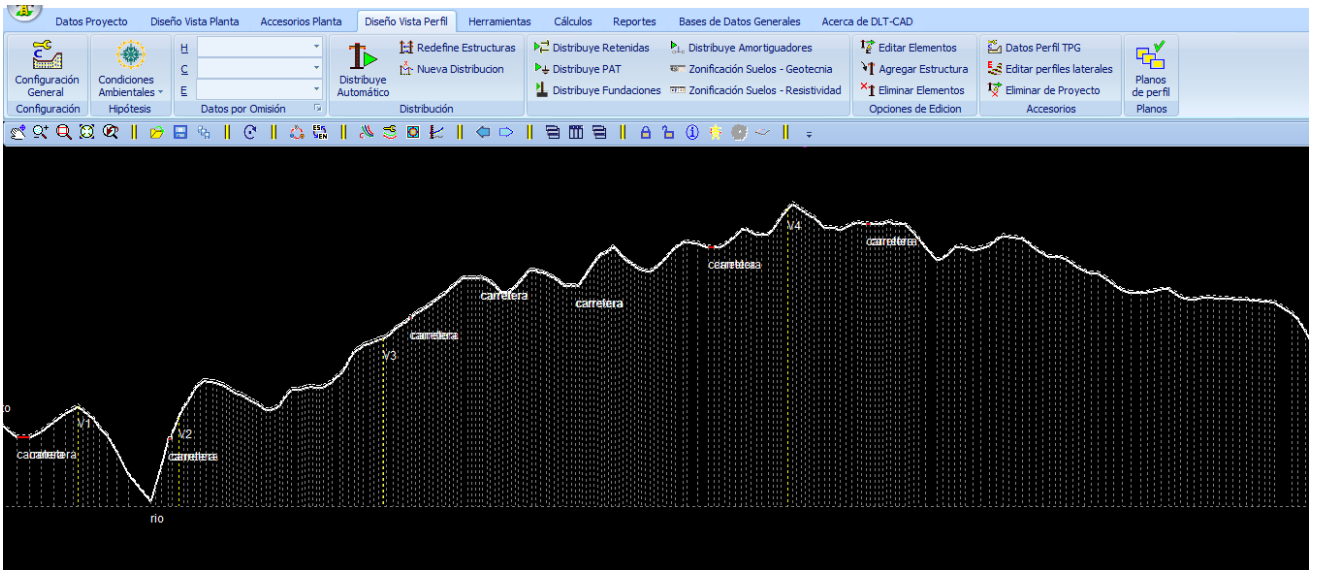 Datos Proyecto Diseño Vista Planta Accesorios Planta Diseño Vista Perfil Herramientas Cálculos Reportes Bases de Datos Generales Acerca de DLT-CAD
Configuración General
Configuración
Condiciones Ambientales
Hipótesis
H
C
E
Datos por Omisión
Distribuye Automático
Redefine Estructuras
Nueva Distribucion
Distribuye Retenidas
Distribuye PAT
Distribuye Fundaciones
Distribuye Amortiguadores
Zonificación Suelos - Geotecnia
Zonificación Suelos - Resistividad
Distribución
Editar Elementos
Agregar Estructura
Eliminar Elementos
Opciones de Edicion
Datos Perfil TPG
Editar perfiles laterales
Eliminar de Proyecto
Accesorios
Planos de perfil
Planos
V4
carretera
carretera
carretera
carretera
carretera
V3
V1
V2
carretera
carretera
rio